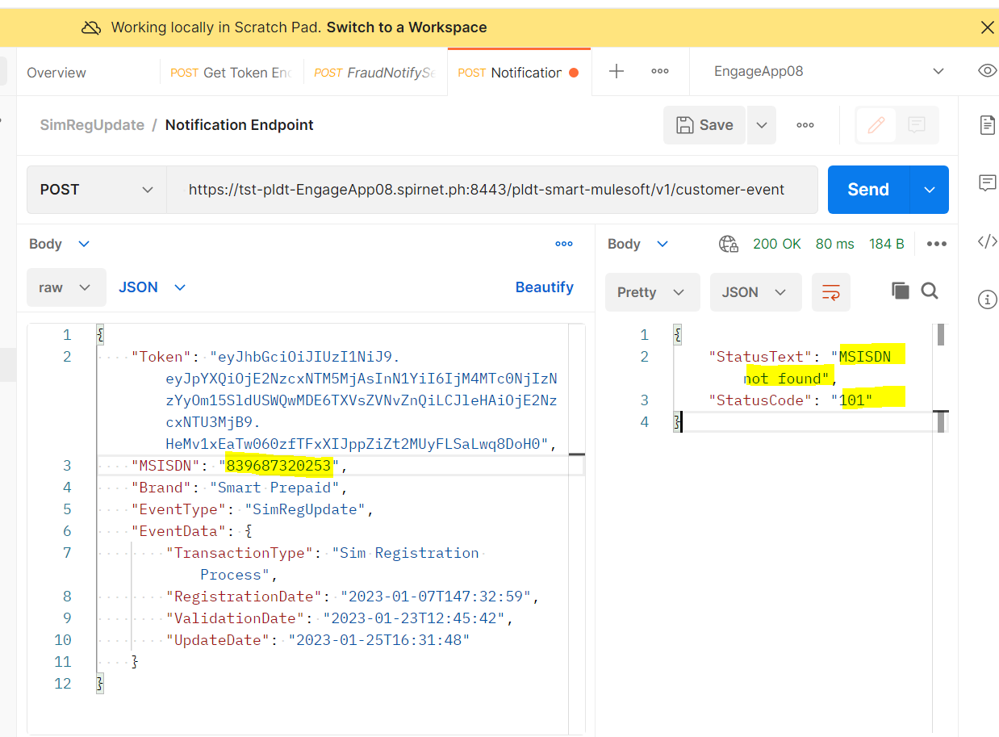 Working locally in Scratch Pad. Switch to a Workspace
Overview
POST Get Token En
POST FraudNotifySe
POST Notification
EngageApp08
SimRegUpdate / Notification Endpoint
Save
POST
https://tst-pldt-EngageApp08.spirnet.ph:8443/pldt-smart-mulesoft/v1/customer-event
Send
Body
raw
JSON
Beautify
1 {
2 "Token": "eyJhbGciOiJIUzI1NiJ9.
eyJpYXQiOjE2NzcxNTM5MjAsInN1YiI6IjM4MTc0NjIzN
zYyOm15SldUSWQwMDE6TXVsZVNvZnQiLCJleHAiOjE2Nz
cxNTU3MjB9.
HeMv1xEaTw060zfTFxXIJppZiZt2MUyFLSaLwq8DoH0",
3 "MSISDN": "839687320253",
4 "Brand": "Smart Prepaid",
5 "EventType": "SimRegUpdate",
6 "EventData": {
7 "TransactionType": "Sim Registration
Process",
8 "RegistrationDate": "2023-01-07T147:32:59",
9 "ValidationDate": "2023-01-23T12:45:42",
10 "UpdateDate": "2023-01-25T16:31:48"
11 }
12 }
Body
200 OK 80 ms 184 B
Pretty
JSON
1 {
2 "StatusText": "MSISDN
not found",
3 "StatusCode": "101"
4 }